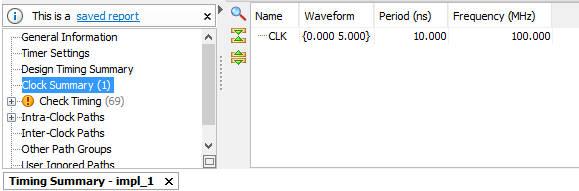 This is a saved report
General Information
Timer Settings
Design Timing Summary
Clock Summary (1)
Check Timing (69)
Intra-Clock Paths
Inter-Clock Paths
Other Path Groups
User Ignored Paths
Name Waveform Period (ns) Frequency (MHz)
CLK {0.000 5.000} 10.000 100.000
Timing Summary - impl_1